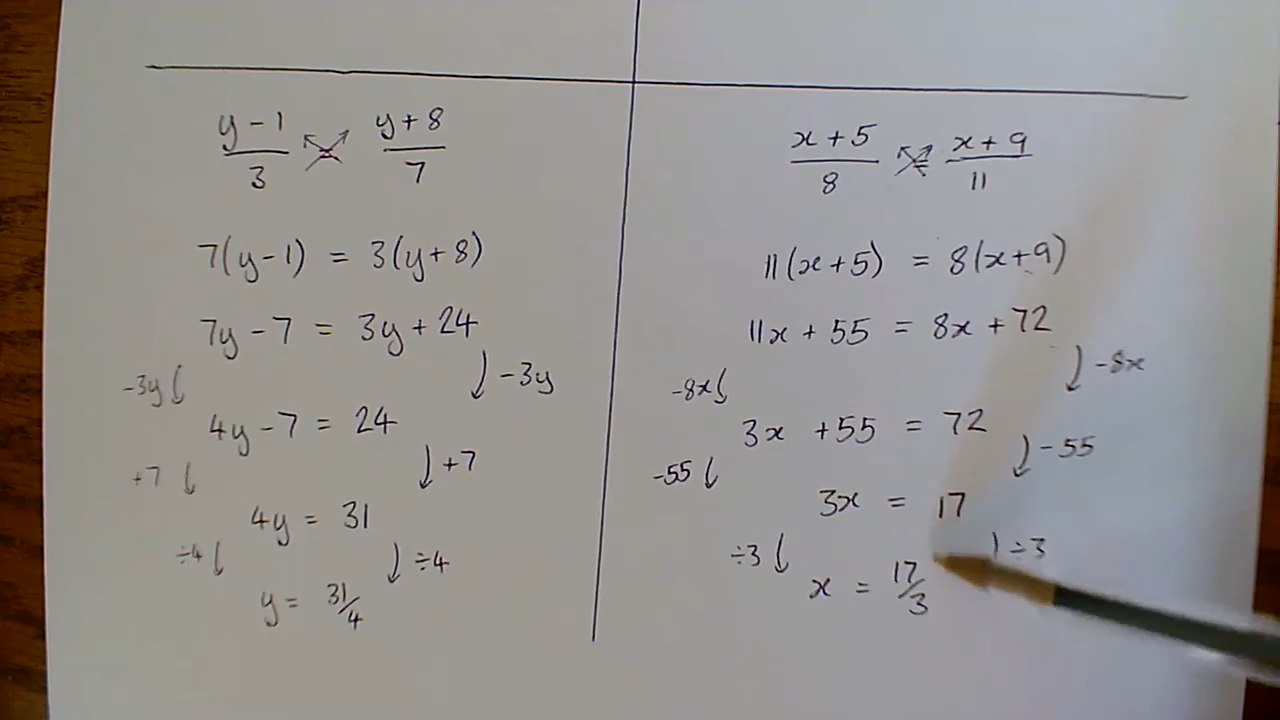 y - 1 / 3 = y + 8 / 7
7(y - 1) = 3(y + 8)
7y - 7 = 3y + 24
-3y -3y
4y - 7 = 24
+7 +7
4y = 31
÷4 ÷4
y = 31/4
x + 5 / 8 = x + 9 / 11
11(x + 5) = 8(x + 9)
11x + 55 = 8x + 72
-8x -8x
3x + 55 = 72
-55 -55
3x = 17
÷3 ÷3
x = 17/3